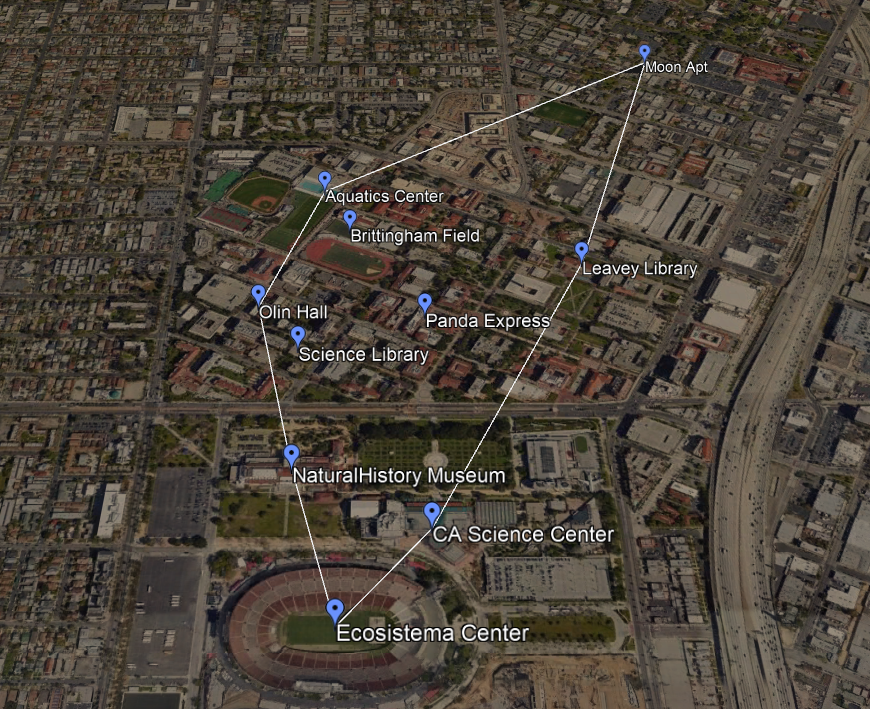 Moon Apt
Aquatics Center
Brittingham Field
Leavey Library
Olin Hall
Panda Express
Science Library
NaturalHistory Museum
CA Science Center
Ecosistema Center